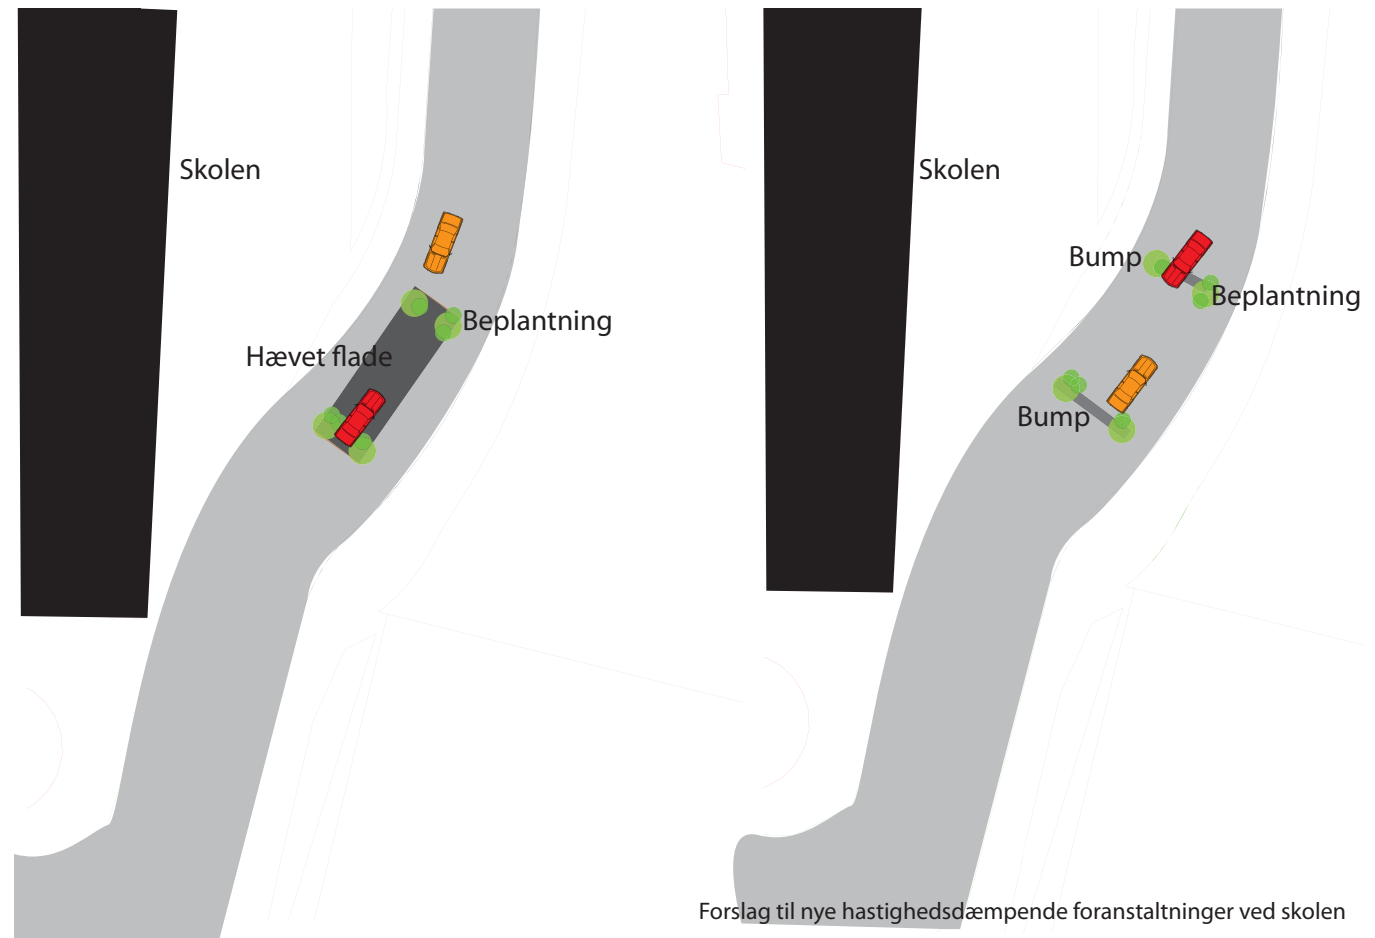 Skolen
Beplantning
Hævet flade
Skolen
Bump
Beplantning
Bump
Forslag til nye hastighedsdæmpende foranstaltninger ved skolen